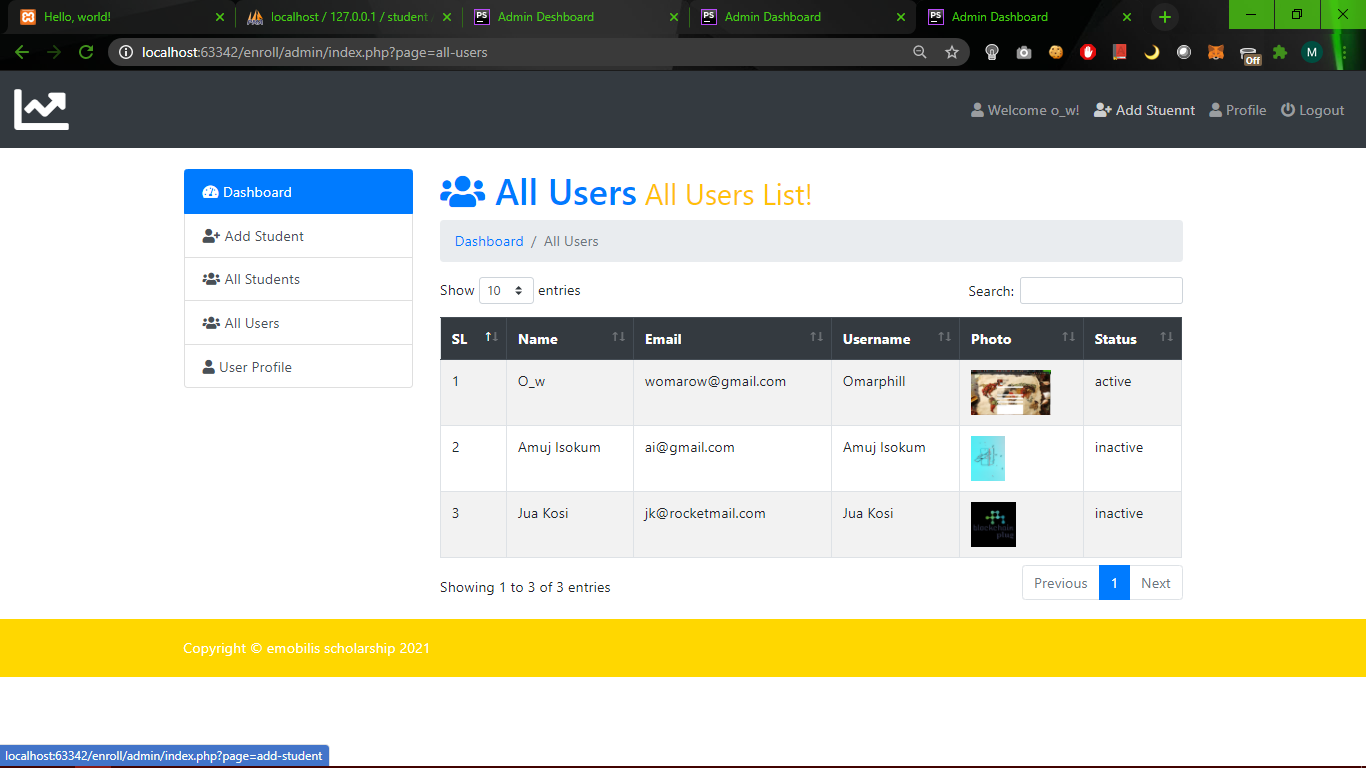 Hello, world!
localhost / 127.0.0.1 / student
Admin Deshboard
Admin Dashboard
Admin Dashboard
localhost:63342/enroll/admin/index.php?page=all-users
Off
M
Welcome o_w!
Add Stuennt
Profile
Logout
Dashboard
Add Student
All Students
All Users
User Profile
All Users All Users List!
Dashboard / All Users
Show 10 entries
Search:
SL Name Email Username Photo Status
1 O_w womarow@gmail.com Omarphill active
2 Amuj Isokum ai@gmail.com Amuj Isokum inactive
3 Jua Kosi jk@rocketmail.com Jua Kosi inactive
blockchain
plug
Showing 1 to 3 of 3 entries
Previous 1 Next
Copyright © emobilis scholarship 2021
localhost:63342/enroll/admin/index.php?page=add-student